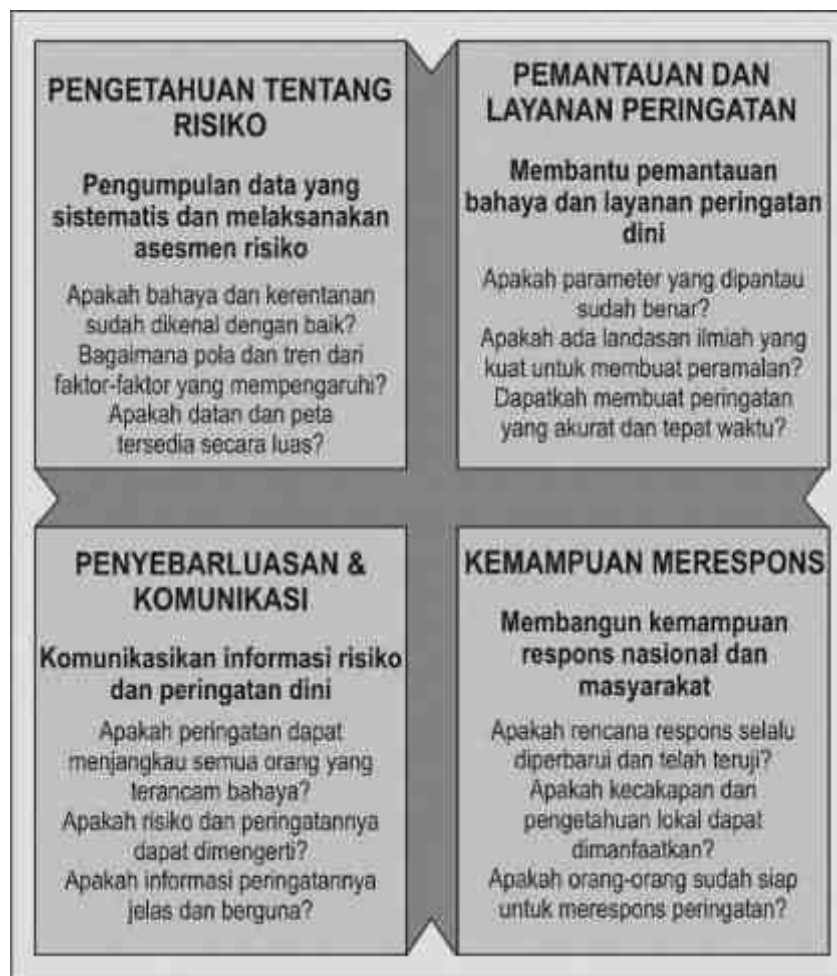 PENGETAHUAN TENTANG
RISIKO
Pengumpulan data yang
sistematis dan melaksanakan
asesmen risiko
Apakah bahaya dan kerentanan
sudah dikenal dengan baik?
Bagaimana pola dan tren dari
faktor-faktor yang mempengaruhi?
Apakah datan dan peta
tersedia secara luas?
PEMANTAUAN DAN
LAYANAN PERINGATAN
Membantu pemantauan
bahaya dan layanan peringatan
dini
Apakah parameter yang dipantau
sudah benar?
Apakah ada landasan ilmiah yang
kuat untuk membuat peramalan?
Dapatkah membuat peringatan
yang akurat dan tepat waktu?
PENYEBARLUASAN &
KOMUNIKASI
Komunikasikan informasi risiko
dan peringatan dini
Apakah peringatan dapat
menjangkau semua orang yang
terancam bahaya?
Apakah risiko dan peringatannya
dapat dimengerti?
Apakah informasi peringatannya
jelas dan berguna?
KEMAMPUAN MERESPONS
Membangun kemampuan
respons nasional dan
masyarakat
Apakah rencana respons selalu
diperbarui dan telah teruji?
Apakah kecakapan dan
pengetahuan lokal dapat
dimanfaatkan?
Apakah orang-orang sudah siap
untuk merespons peringatan?